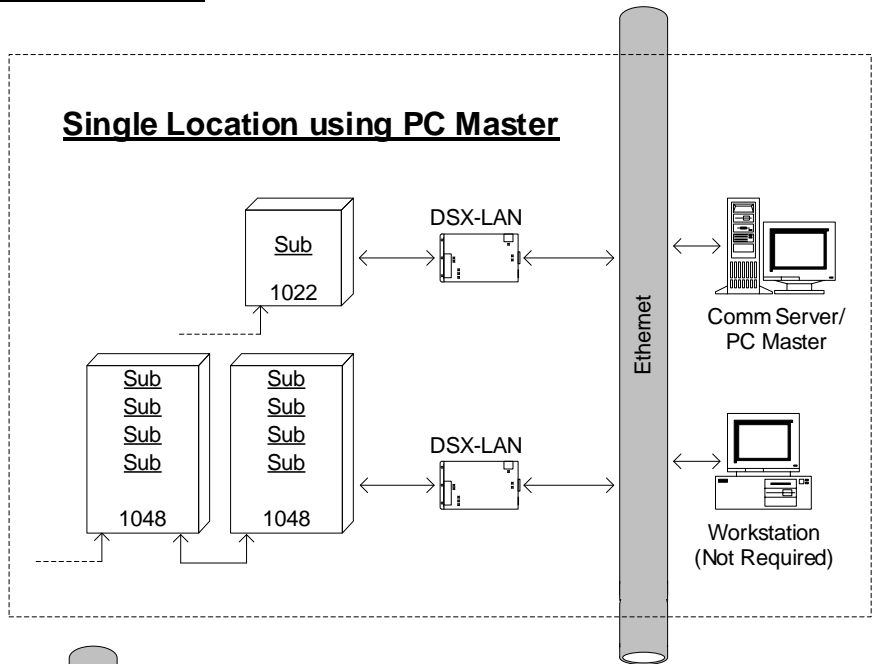 Single Location using PC Master
DSX-LAN
Sub
1022
Ethernet
Comm Server/
PC Master
Sub
Sub
Sub
Sub
1048
Sub
Sub
Sub
Sub
1048
DSX-LAN
Workstation
(Not Required)